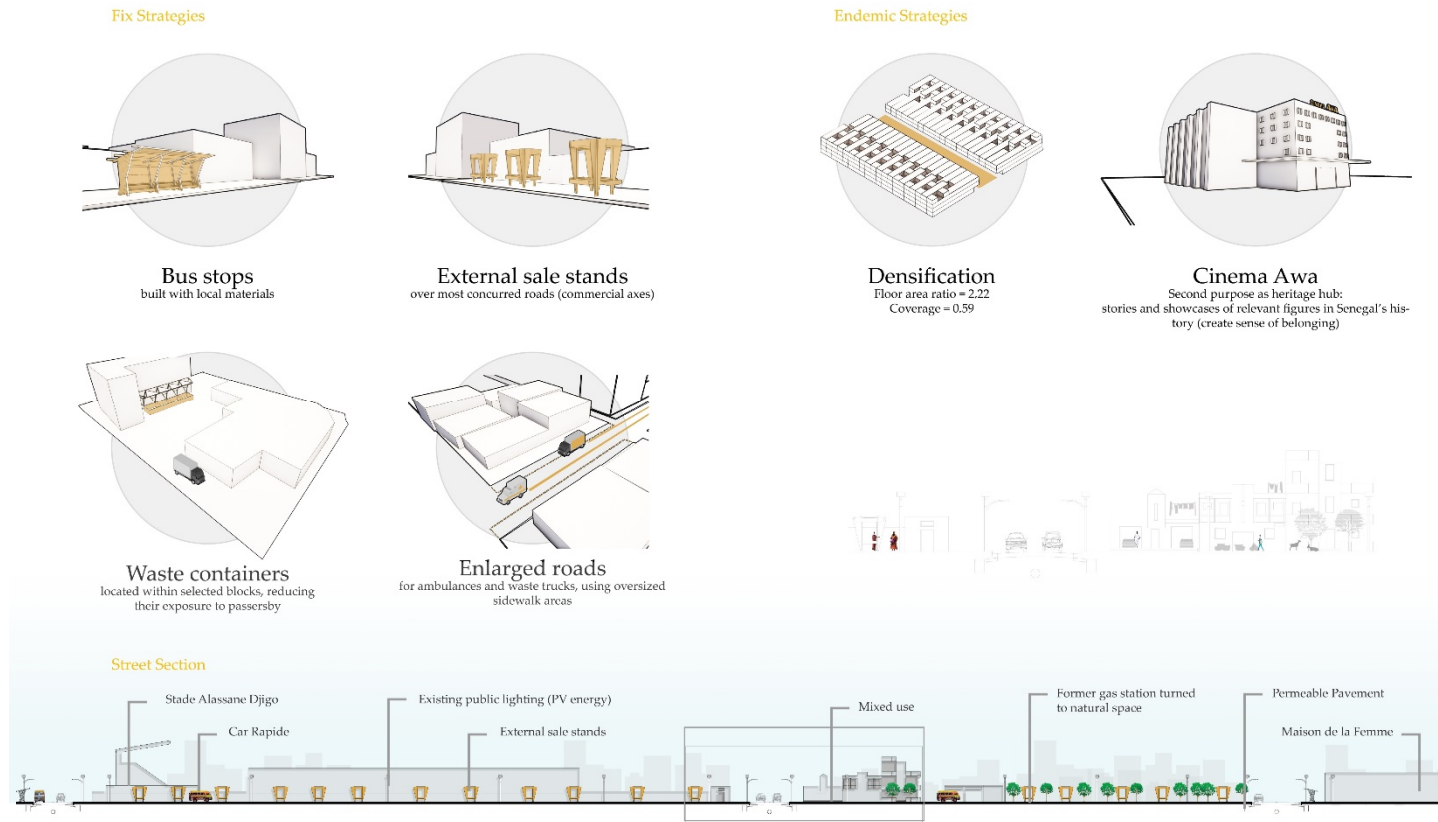 Fix Strategies
Endemic Strategies
Bus stops
built with local materials
External sale stands
over most concurred roads (commercial axes)
Densification
Floor area ratio = 2,22
Coverage = 0.59
CINEMA AWA
Cinema Awa
Second purpose as heritage hub:
stories and showcases of relevant figures in Senegal's his-
tory (create sense of belonging)
Waste containers
located within selected blocks, reducing
their exposure to passersby
Enlarged roads
for ambulances and waste trucks, using oversized
sidewalk areas
Street Section
Stade Alassane Djigo
Car Rapide
Existing public lighting (PV energy)
External sale stands
Mixed use
Former gas station turned
to natural space
Permeable Pavement
Maison de la Femme